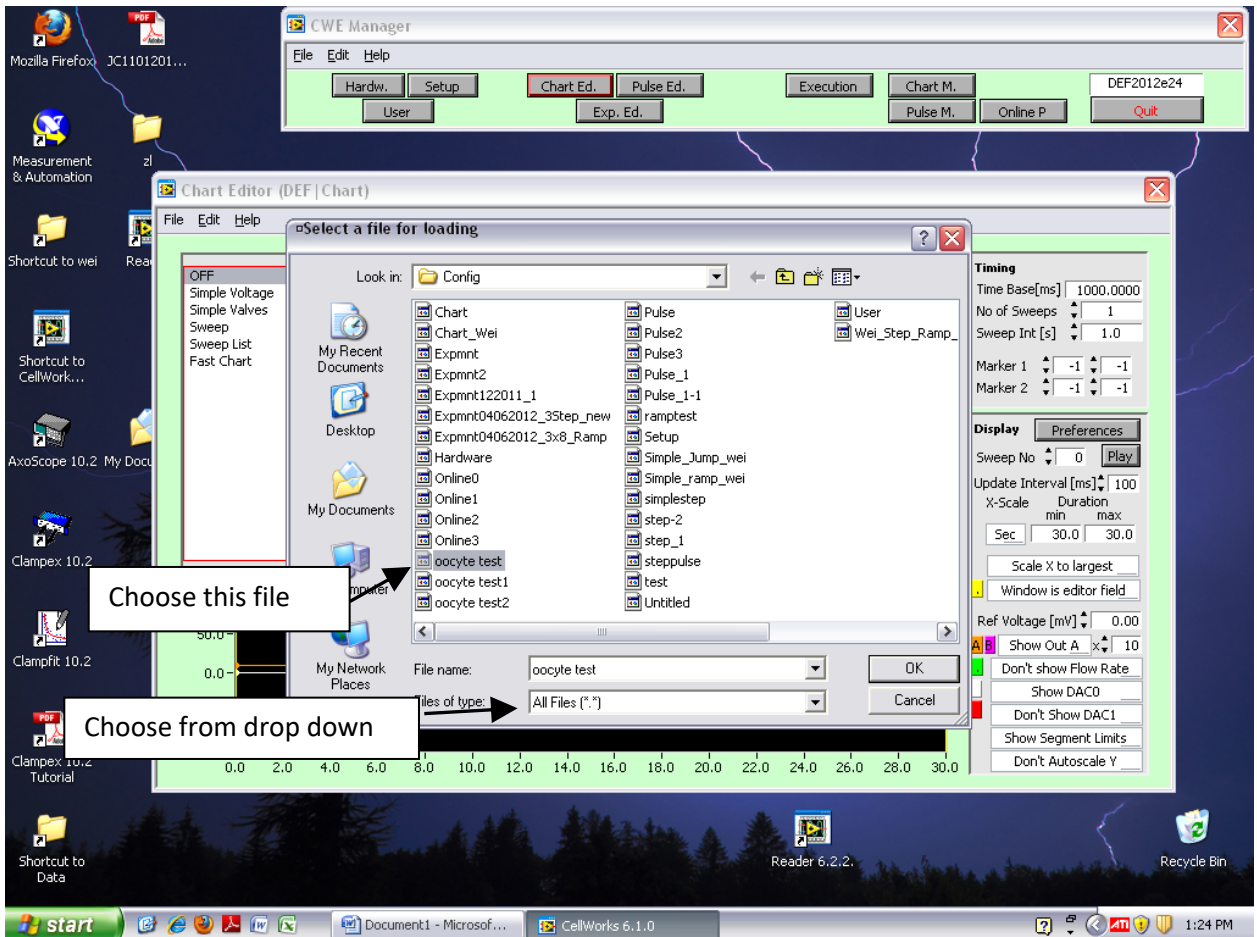 Mozilla Firefox
JC1101201...
Measurement
& Automation
zl
Shortcut to wei
Shortcut to
CellWork...
AxoScope 10.2
Clampex 10.2
Clampfit 10.2
Clampex 10.2
Tutorial
Shortcut to
Data
CWE Manager
File Edit Help
Hardw. Setup Chart Ed. Pulse Ed. Execution Chart M. DEF2012e24
User Exp. Ed. Pulse M. Online P Quit
Chart Editor (DEF|Chart)
File Edit Help
OFF
Simple Voltage
Simple Valves
Sweep
Sweep List
Fast Chart
Select a file for loading
Look in: Config
My Recent
Documents
Desktop
My Documents
My Network
Places
Chart
Chart_Wei
Expmnt
Expmnt2
Expmnt122011_1
Expmnt04062012_3Step_new
Expmnt04062012_3x8_Ramp
Hardware
Online0
Online1
Online2
Online3
oocyte test
oocyte test1
oocyte test2
Pulse
Pulse2
Pulse3
Pulse_1
Pulse_1-1
ramptest
Setup
Simple_Jump_wei
Simple_ramp_wei
simplestep
step-2
step_1
steppulse
test
Untitled
User
Wei_Step_Ramp_
File name: oocyte test OK
Files of type: All Files (*.*) Cancel
Choose this file
Choose from drop down
Timing
Time Base[ms] 1000.0000
No of Sweeps 1
Sweep Int [s] 1.0
Marker 1 -1 -1
Marker 2 -1 -1
Display Preferences
Sweep No 0 Play
Update Interval [ms] 100
X-Scale Duration
min max
Sec 30.0 30.0
Scale X to largest
Window is editor field
Ref Voltage [mV] 0.00
A B Show Out A x 10
Don't show Flow Rate
Show DAC0
Don't Show DAC1
Show Segment Limits
Don't Autoscale Y
50.0
0.0
0.0 2.0 4.0 6.0 8.0 10.0 12.0 14.0 16.0 18.0 20.0 22.0 24.0 26.0 28.0 30.0
Reader 6.2.2.
Recycle Bin
start Document1 - Microsof... CellWorks 6.1.0 1:24 PM